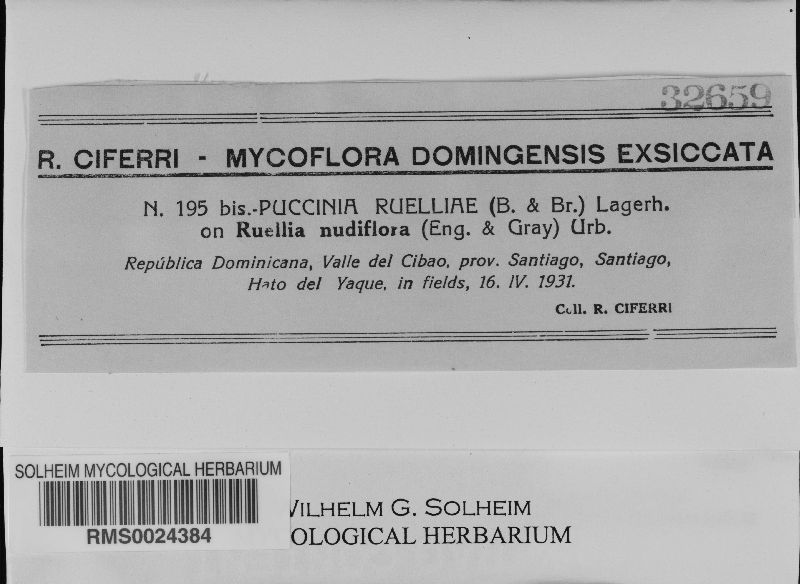 32659
R. CIFERRI - MYCOFLORA DOMINGENSIS EXSICCATA
N. 195 bis.-PUCCINIA RUELLIAE (B. & Br.) Lagerh.
on Ruellia nudiflora (Eng. & Gray) Urb.
República Dominicana, Valle del Cibao, prov. Santiago, Santiago,
Hato del Yaque, in fields, 16. IV. 1931.
Coll. R. CIFERRI
SOLHEIM MYCOLOGICAL HERBARIUM
RMS0024384
VILHELM G. SOLHEIM
OLOGICAL HERBARIUM